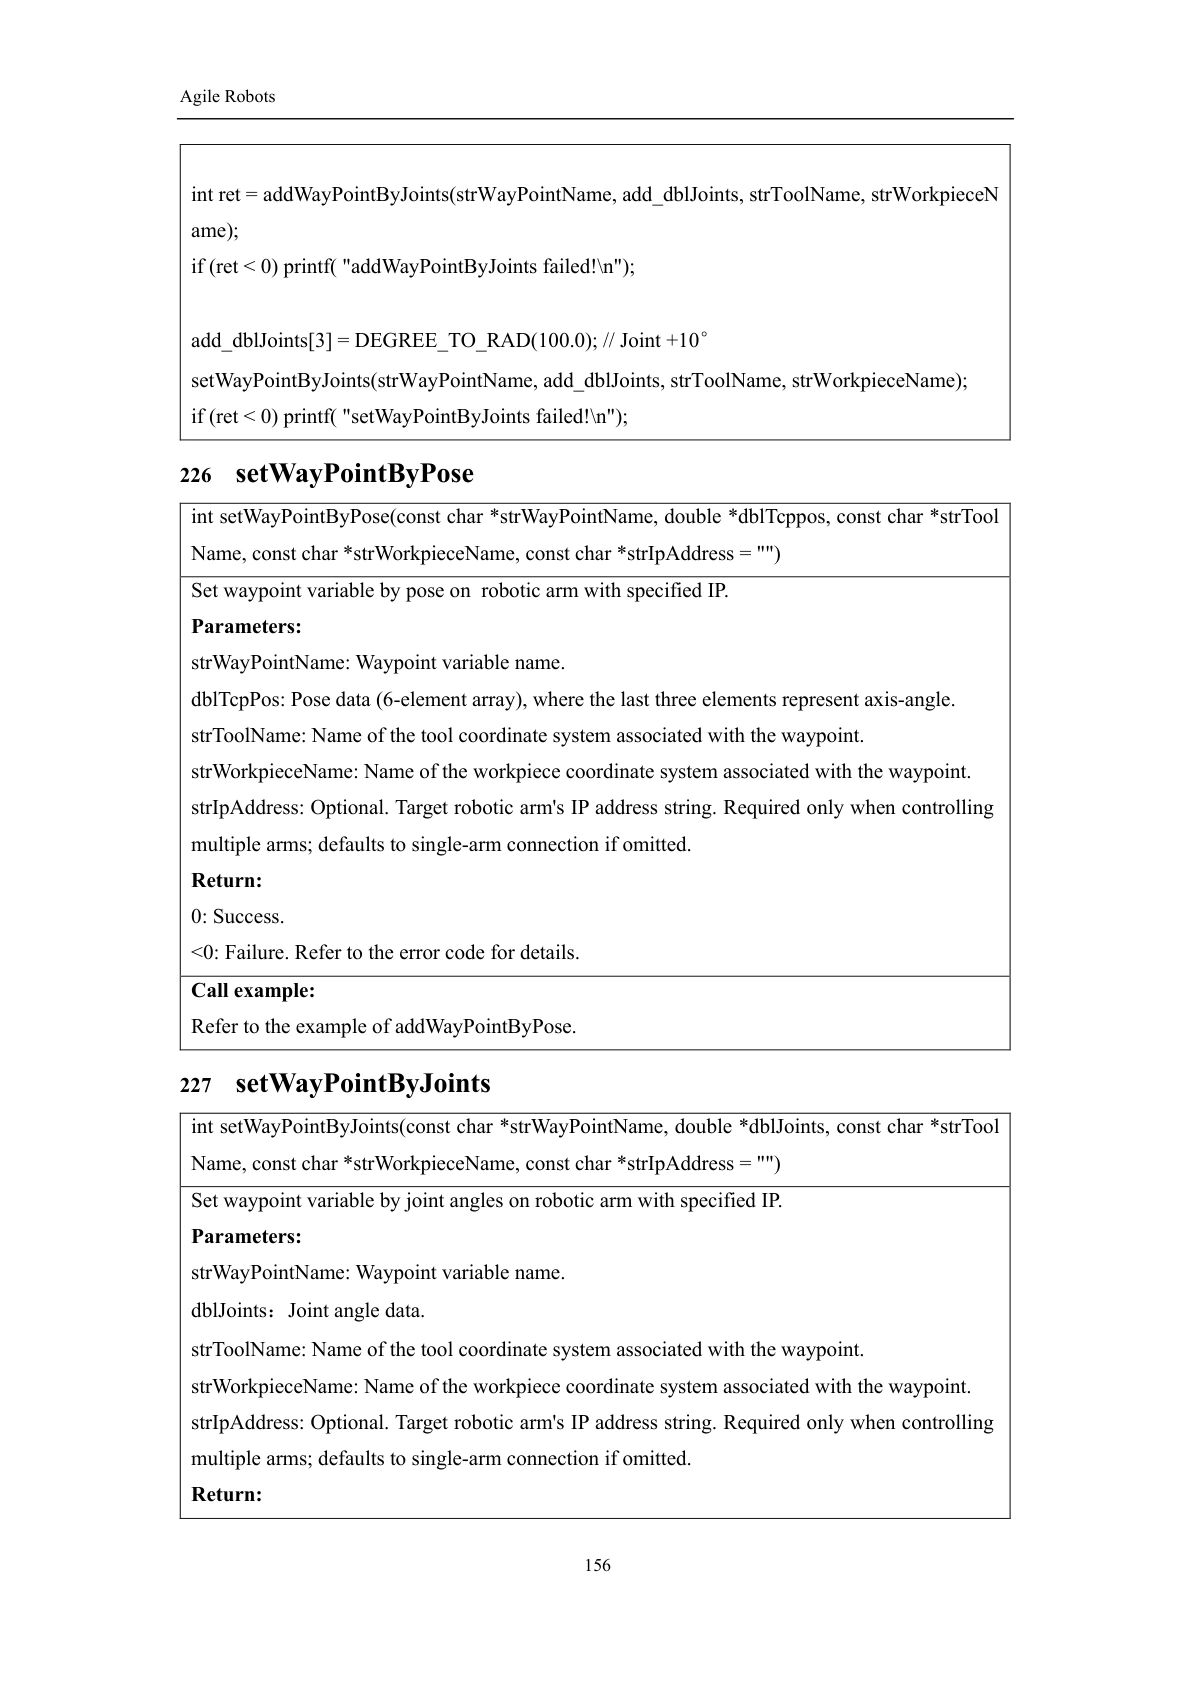 Agile Robots
int ret = addWayPointByJoints(strWayPointName, add_dblJoints, strToolName, strWorkpieceN
ame);
if (ret < 0) printf( "addWayPointByJoints failed!\n");
add_dblJoints[3] = DEGREE_TO_RAD(100.0); // Joint +10°
setWayPointByJoints(strWayPointName, add_dblJoints, strToolName, strWorkpieceName);
if (ret < 0) printf( "setWayPointByJoints failed!\n");
226 setWayPointByPose
int setWayPointByPose(const char *strWayPointName, double *dblTcppos, const char *strTool
Name, const char *strWorkpieceName, const char *strIpAddress = "")
Set waypoint variable by pose on  robotic arm with specified IP.
Parameters:
strWayPointName: Waypoint variable name.
dblTcpPos: Pose data (6-element array), where the last three elements represent axis-angle.
strToolName: Name of the tool coordinate system associated with the waypoint.
strWorkpieceName: Name of the workpiece coordinate system associated with the waypoint.
strIpAddress: Optional. Target robotic arm's IP address string. Required only when controlling
multiple arms; defaults to single-arm connection if omitted.
Return:
0: Success.
<0: Failure. Refer to the error code for details.
Call example:
Refer to the example of addWayPointByPose.
227 setWayPointByJoints
int setWayPointByJoints(const char *strWayPointName, double *dblJoints, const char *strTool
Name, const char *strWorkpieceName, const char *strIpAddress = "")
Set waypoint variable by joint angles on robotic arm with specified IP.
Parameters:
strWayPointName: Waypoint variable name.
dblJoints：Joint angle data.
strToolName: Name of the tool coordinate system associated with the waypoint.
strWorkpieceName: Name of the workpiece coordinate system associated with the waypoint.
strIpAddress: Optional. Target robotic arm's IP address string. Required only when controlling
multiple arms; defaults to single-arm connection if omitted.
Return:
156